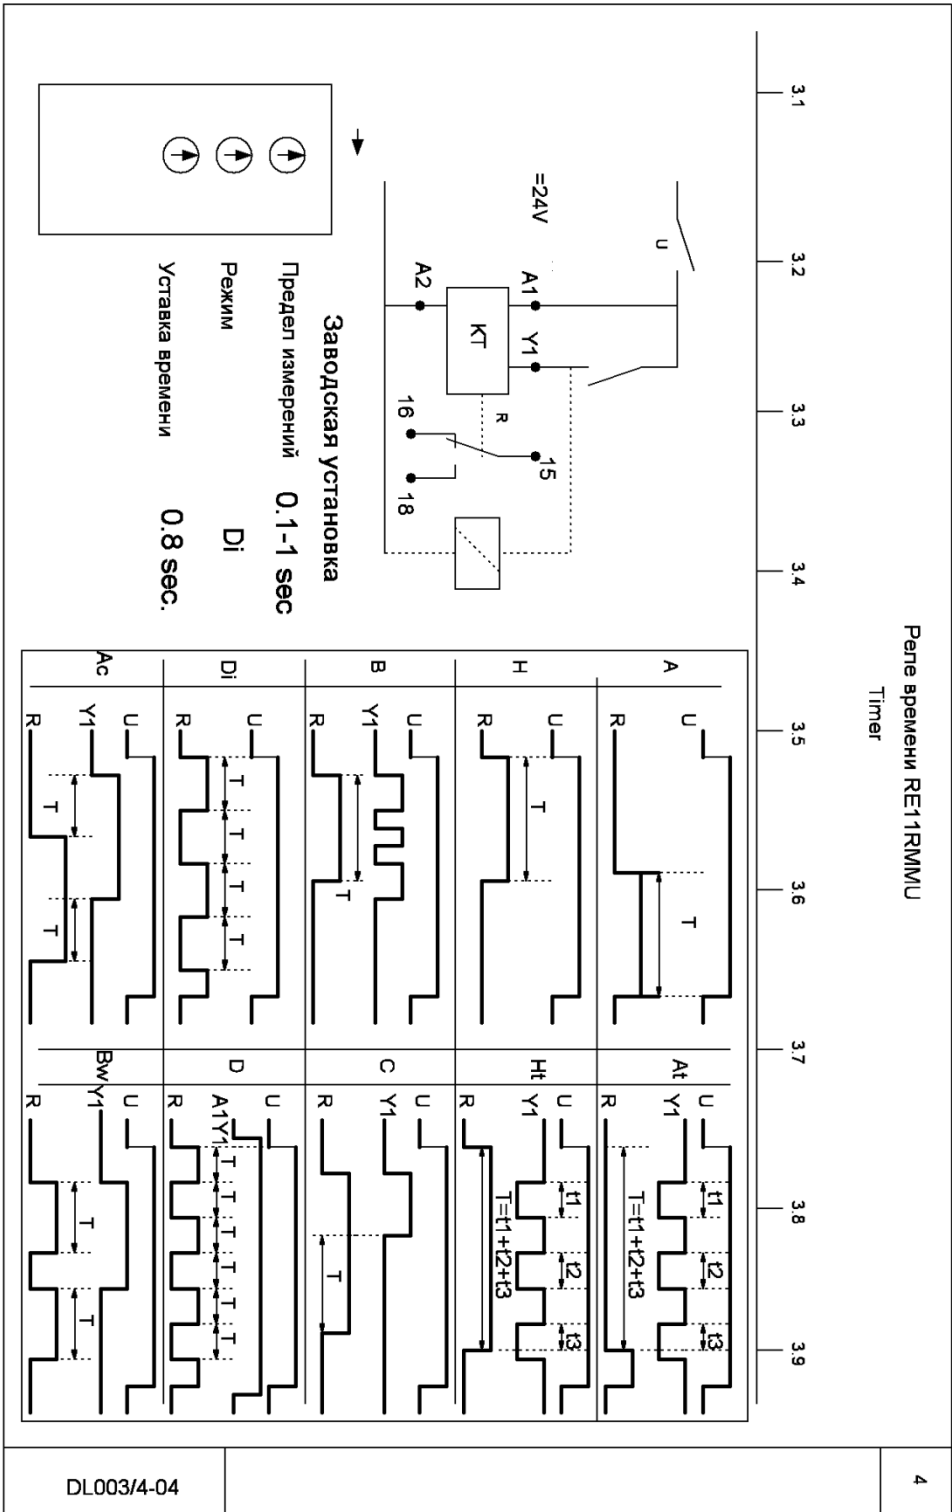 Реле времени RE11RMMU
Timer
4
3.1
3.2
3.3
3.4
3.5
3.6
3.7
3.8
3.9
U
=24V
A1
Y1
A2
KT
R
15
16
18
Заводская установка
Предел измерений 0.1-1 sec
Режим Di
Уставка времени 0.8 sec.
A
U
R
T
At
U
Y1
R
t1
t2
t3
T=t1+t2+t3
H
U
R
T
Ht
U
Y1
R
t1
t2
t3
T=t1+t2+t3
B
U
Y1
R
T
T
C
U
Y1
R
T
Di
U
R
T
T
T
T
D
U
A1Y1
R
T
T
T
T
T
T
Ac
U
Y1
R
T
T
Bw
U
Y1
R
T
T
DL003/4-04